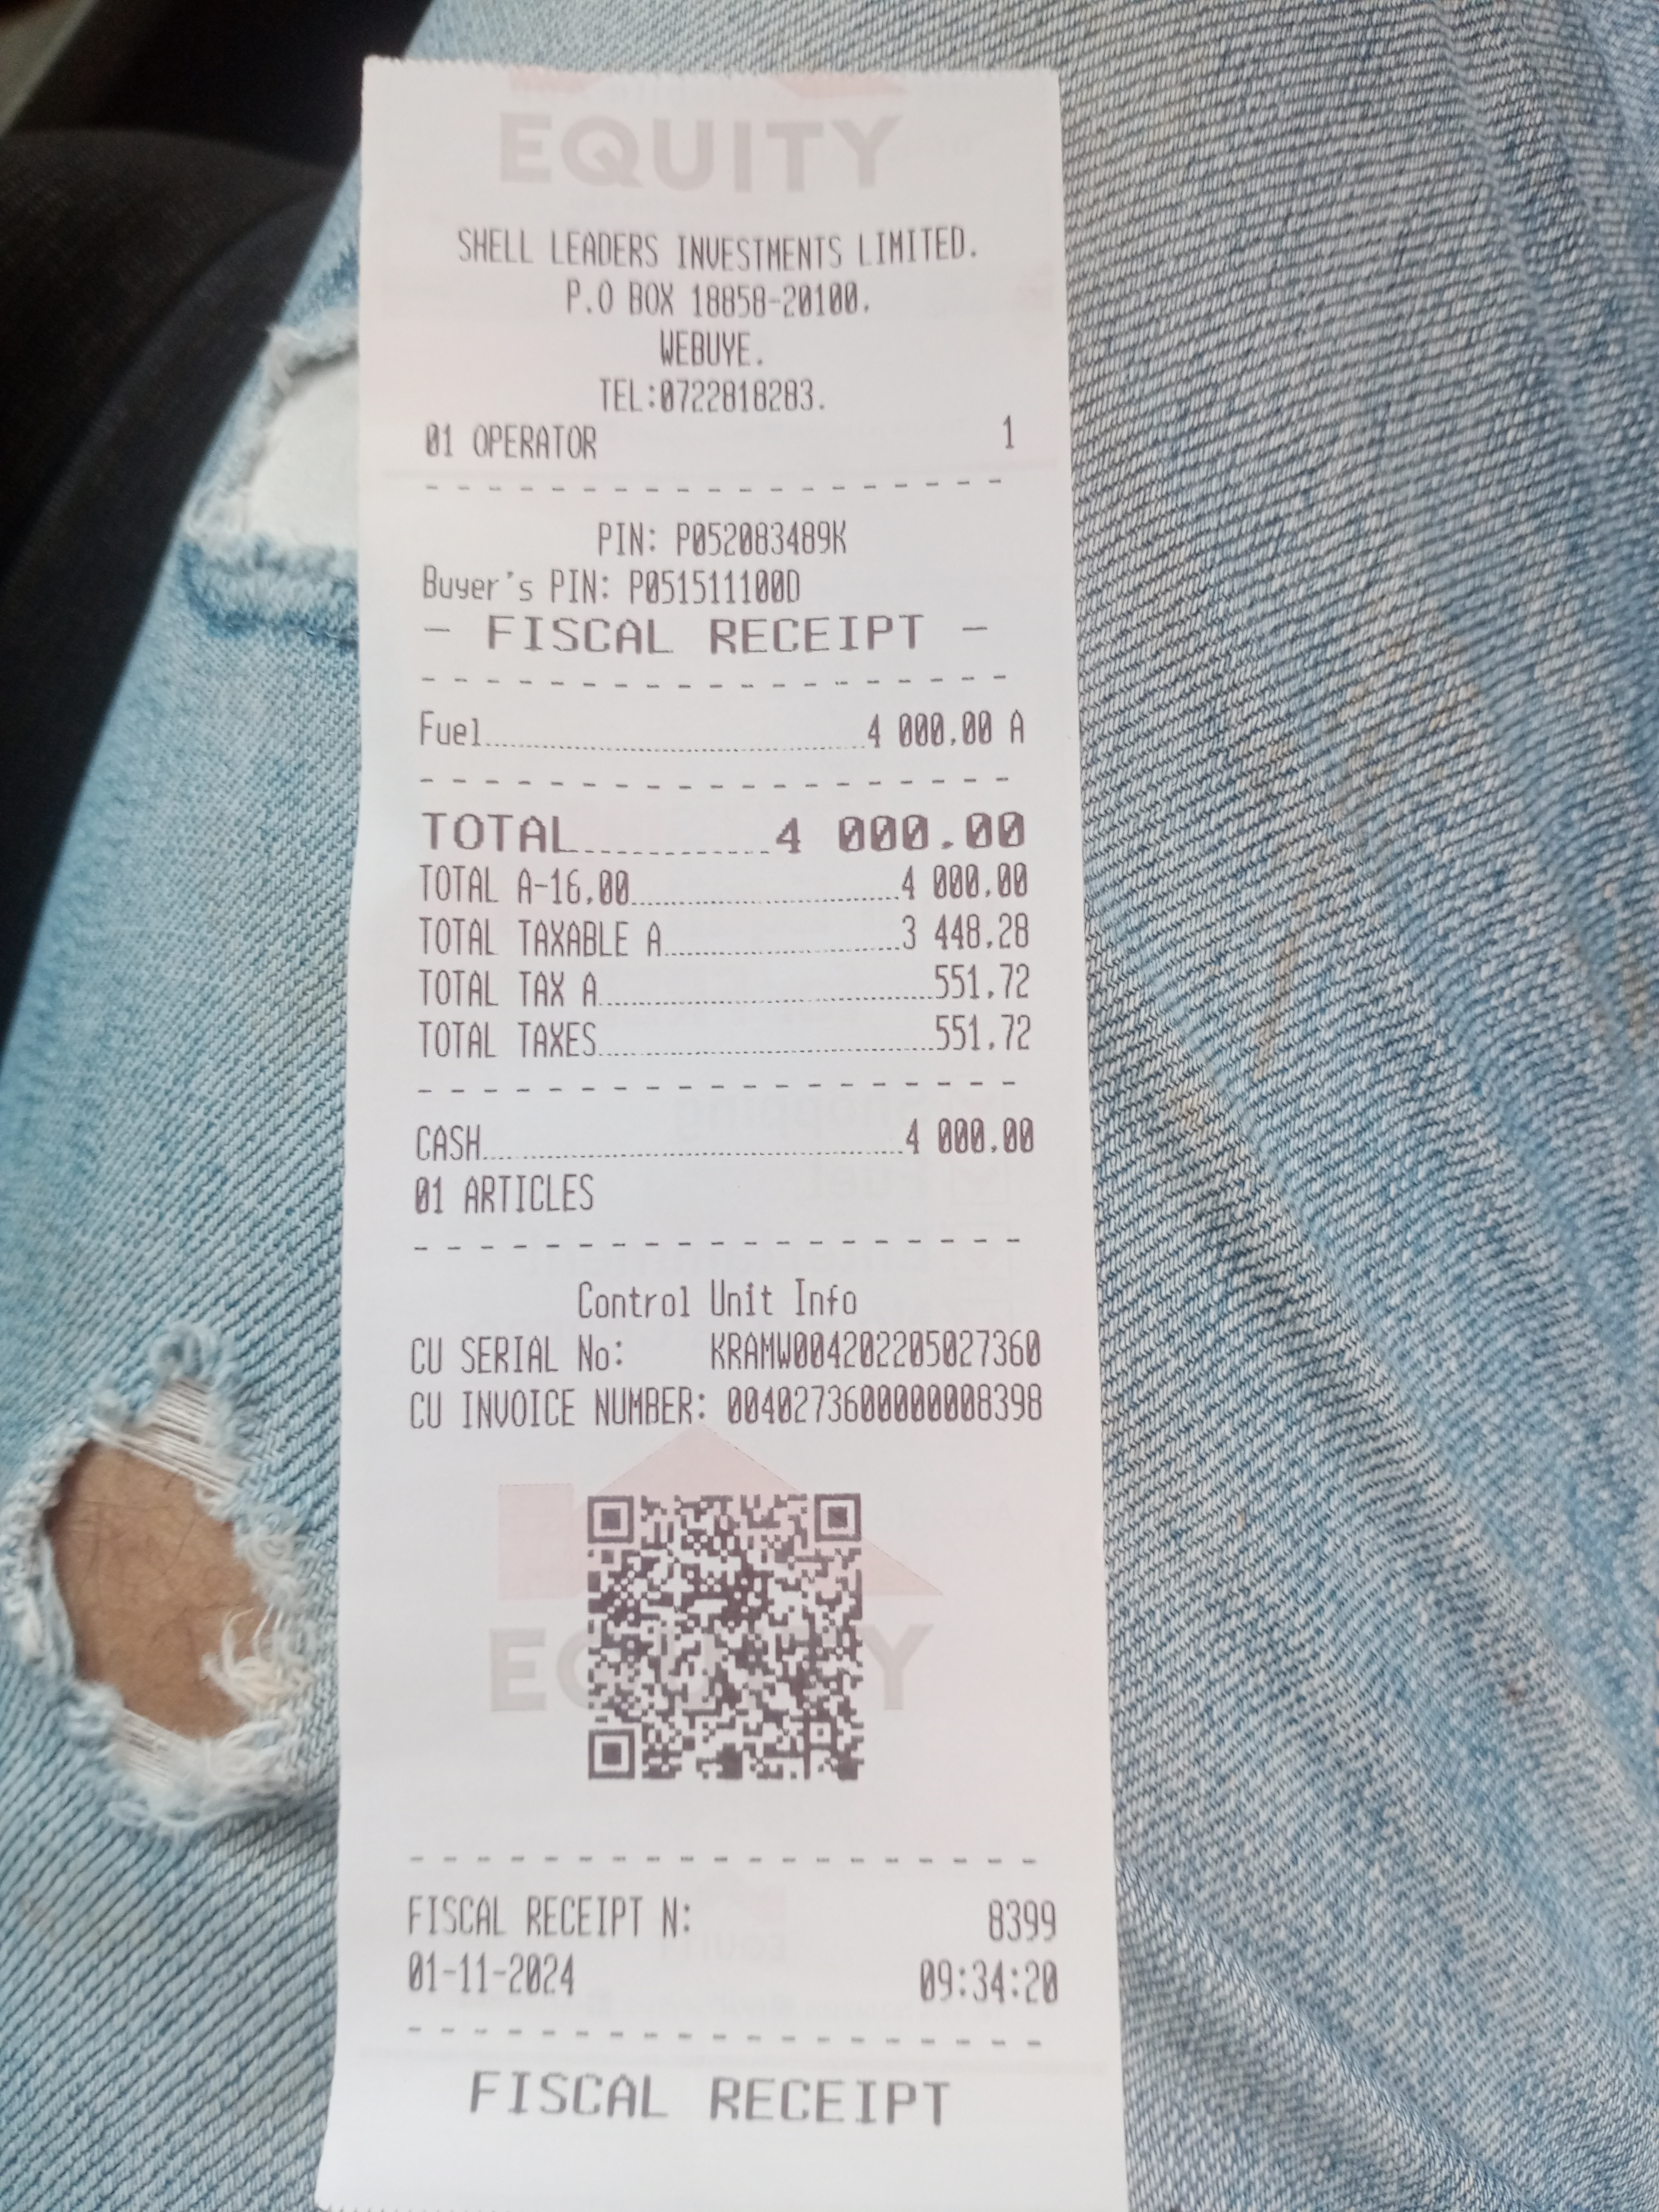 EQUITY
SHELL LEADERS INVESTMENTS LIMITED.
P.O BOX 18858-20100.
WEBUYE.
TEL:0722818283.
01 OPERATOR 1
PIN: P052083489K
Buyer's PIN: P051511100D
- FISCAL RECEIPT -
Fuel 4 000.00 A
TOTAL 4 000.00
TOTAL A-16.00 4 000.00
TOTAL TAXABLE A 3 448.28
TOTAL TAX A 551.72
TOTAL TAXES 551.72
CASH 4 000.00
01 ARTICLES
Control Unit Info
CU SERIAL No: KRAMW004202205027360
CU INVOICE NUMBER: 0040273600000008398
EQUITY
FISCAL RECEIPT N: 8399
01-11-2024 09:34:20
FISCAL RECEIPT